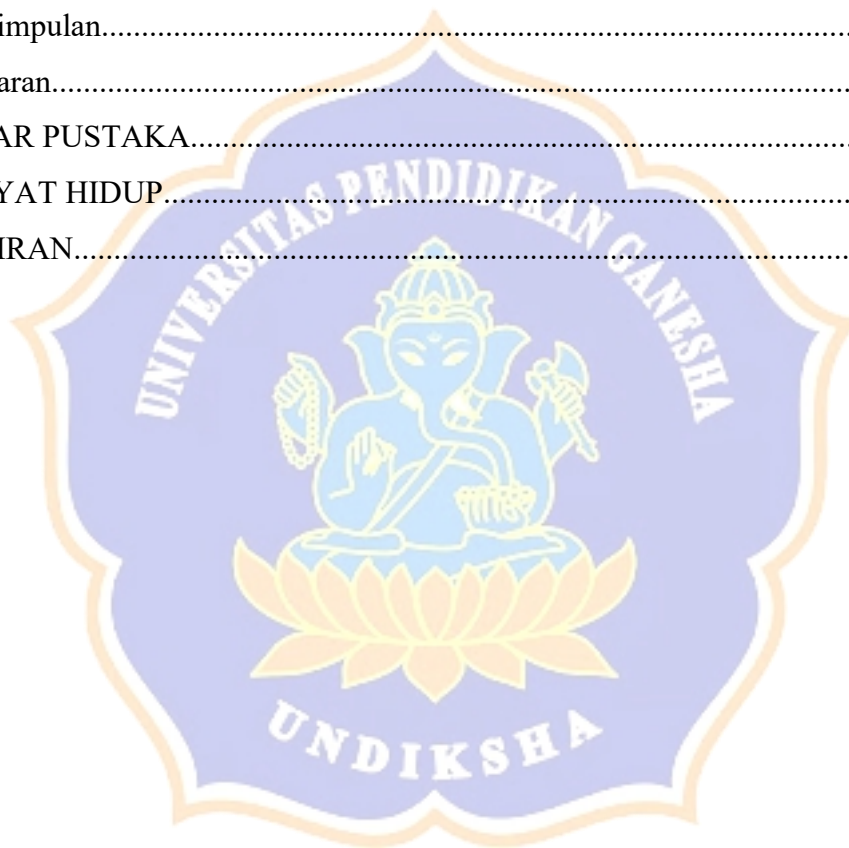 impulan
aran
AR PUSTAKA
YAT HIDUP
IRAN
UNIVERSITAS PENDIDIKAN GANESHA
UNDIKSHA